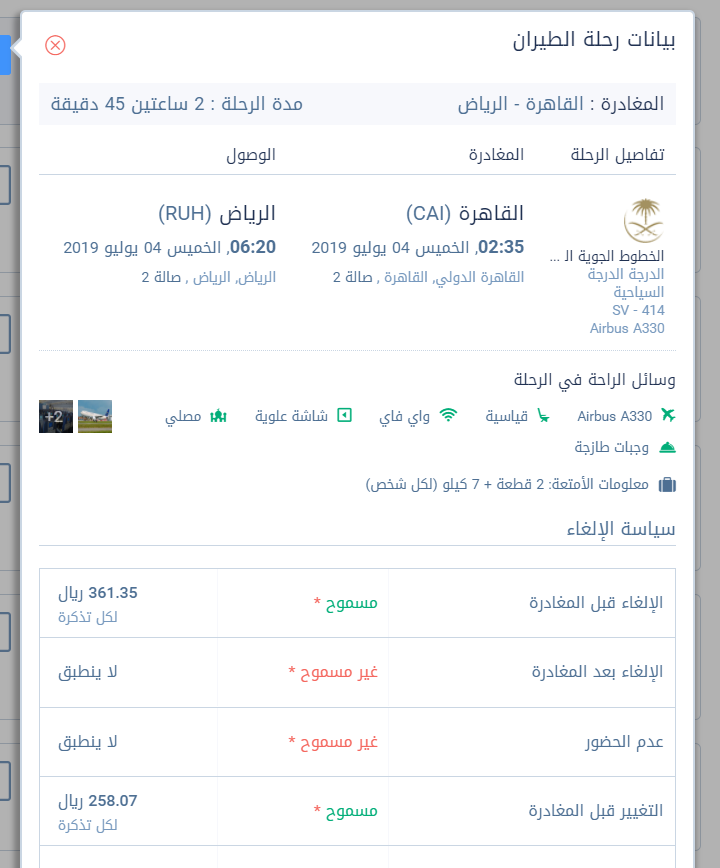 بيانات رحلة الطيران
المغادرة : القاهرة - الرياض
مدة الرحلة : 2 ساعتين 45 دقيقة
تفاصيل الرحلة
المغادرة
الوصول
الخطوط الجوية الـ ...
الدرجة الدرجة
السياحية
SV - 414
Airbus A330
القاهرة (CAI)
02:35, الخميس 04 يوليو 2019
القاهرة الدولي, القاهرة , صالة 2
الرياض (RUH)
06:20, الخميس 04 يوليو 2019
الرياض, الرياض , صالة 2
وسائل الراحة في الرحلة
Airbus A330
قياسية
واي فاي
شاشة علوية
مصلي
+2
وجبات طازجة
معلومات الأمتعة: 2 قطعة + 7 كيلو (لكل شخص)
سياسة الإلغاء
الإلغاء قبل المغادرة
مسموح *
361.35 ريال
لكل تذكرة
الإلغاء بعد المغادرة
غير مسموح *
لا ينطبق
عدم الحضور
غير مسموح *
لا ينطبق
التغيير قبل المغادرة
مسموح *
258.07 ريال
لكل تذكرة